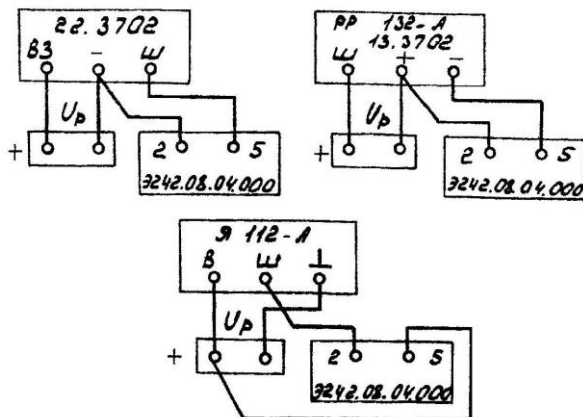 22.3702
ВЗ − Ш
Uр
+
2 5
Э242.08.04.000
РР 132-А
13.3702
Ш + −
Uр
+
2 5
Э242.08.04.000
Я 112-А
В Ш ⊥
Uр
+
2 5
Э242.08.04.000